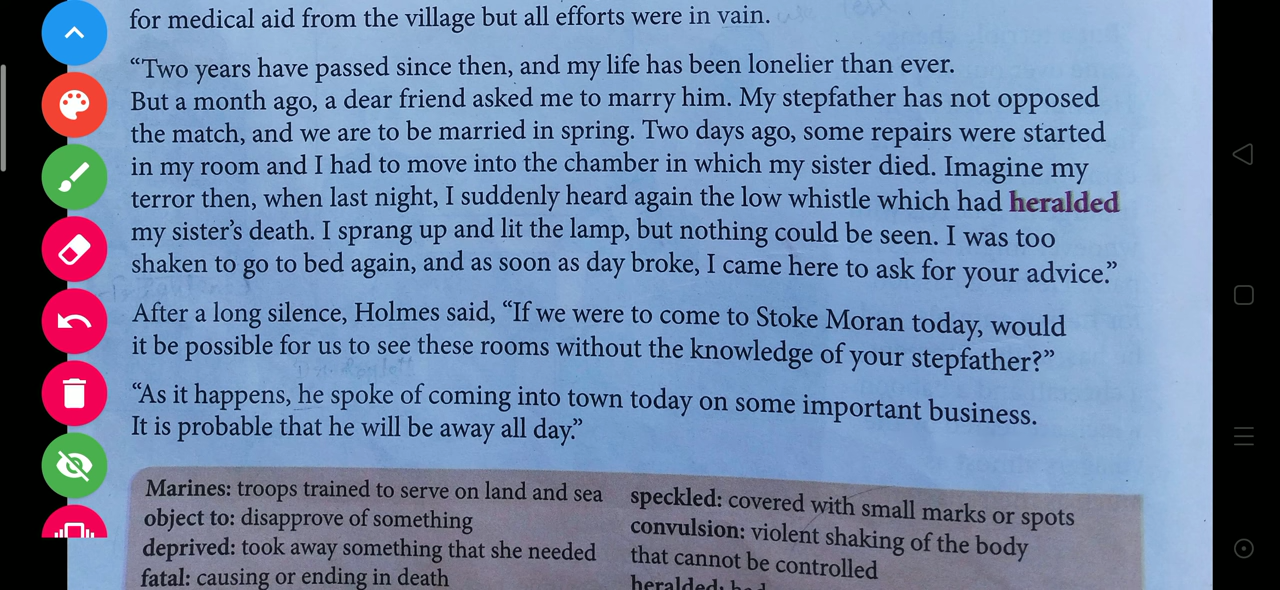 for medical aid from the village but all efforts were in vain.
“Two years have passed since then, and my life has been lonelier than ever.
But a month ago, a dear friend asked me to marry him. My stepfather has not opposed
the match, and we are to be married in spring. Two days ago, some repairs were started
in my room and I had to move into the chamber in which my sister died. Imagine my
terror then, when last night, I suddenly heard again the low whistle which had heralded
my sister’s death. I sprang up and lit the lamp, but nothing could be seen. I was too
shaken to go to bed again, and as soon as day broke, I came here to ask for your advice.”
After a long silence, Holmes said, “If we were to come to Stoke Moran today, would
it be possible for us to see these rooms without the knowledge of your stepfather?”
“As it happens, he spoke of coming into town today on some important business.
It is probable that he will be away all day.”
Marines: troops trained to serve on land and sea
object to: disapprove of something
deprived: took away something that she needed
fatal: causing or ending in death
speckled: covered with small marks or spots
convulsion: violent shaking of the body
that cannot be controlled
heralded: